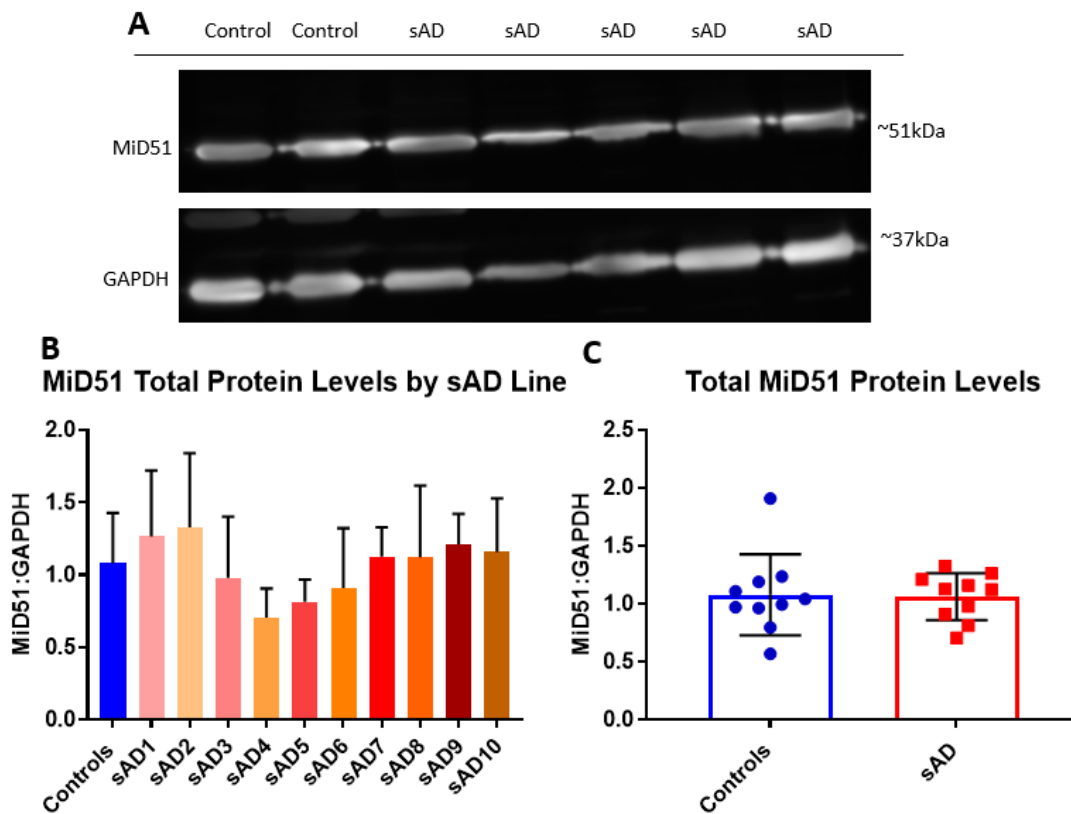 A
Control Control sAD sAD sAD sAD sAD
MiD51
~51kDa
GAPDH
~37kDa
B
MiD51 Total Protein Levels by sAD Line
MiD51:GAPDH
2.0
1.5
1.0
0.5
0.0
Controls sAD1 sAD2 sAD3 sAD4 sAD5 sAD6 sAD7 sAD8 sAD9 sAD10
C
Total MiD51 Protein Levels
MiD51:GAPDH
2.5
2.0
1.5
1.0
0.5
0.0
Controls sAD